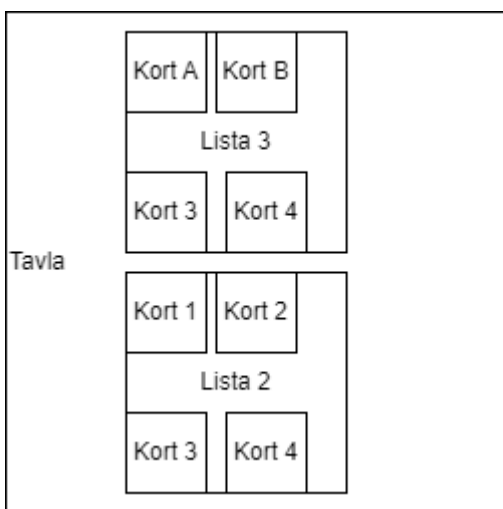 Kort A
Kort B
Lista 3
Kort 3
Kort 4
Tavla
Kort 1
Kort 2
Lista 2
Kort 3
Kort 4